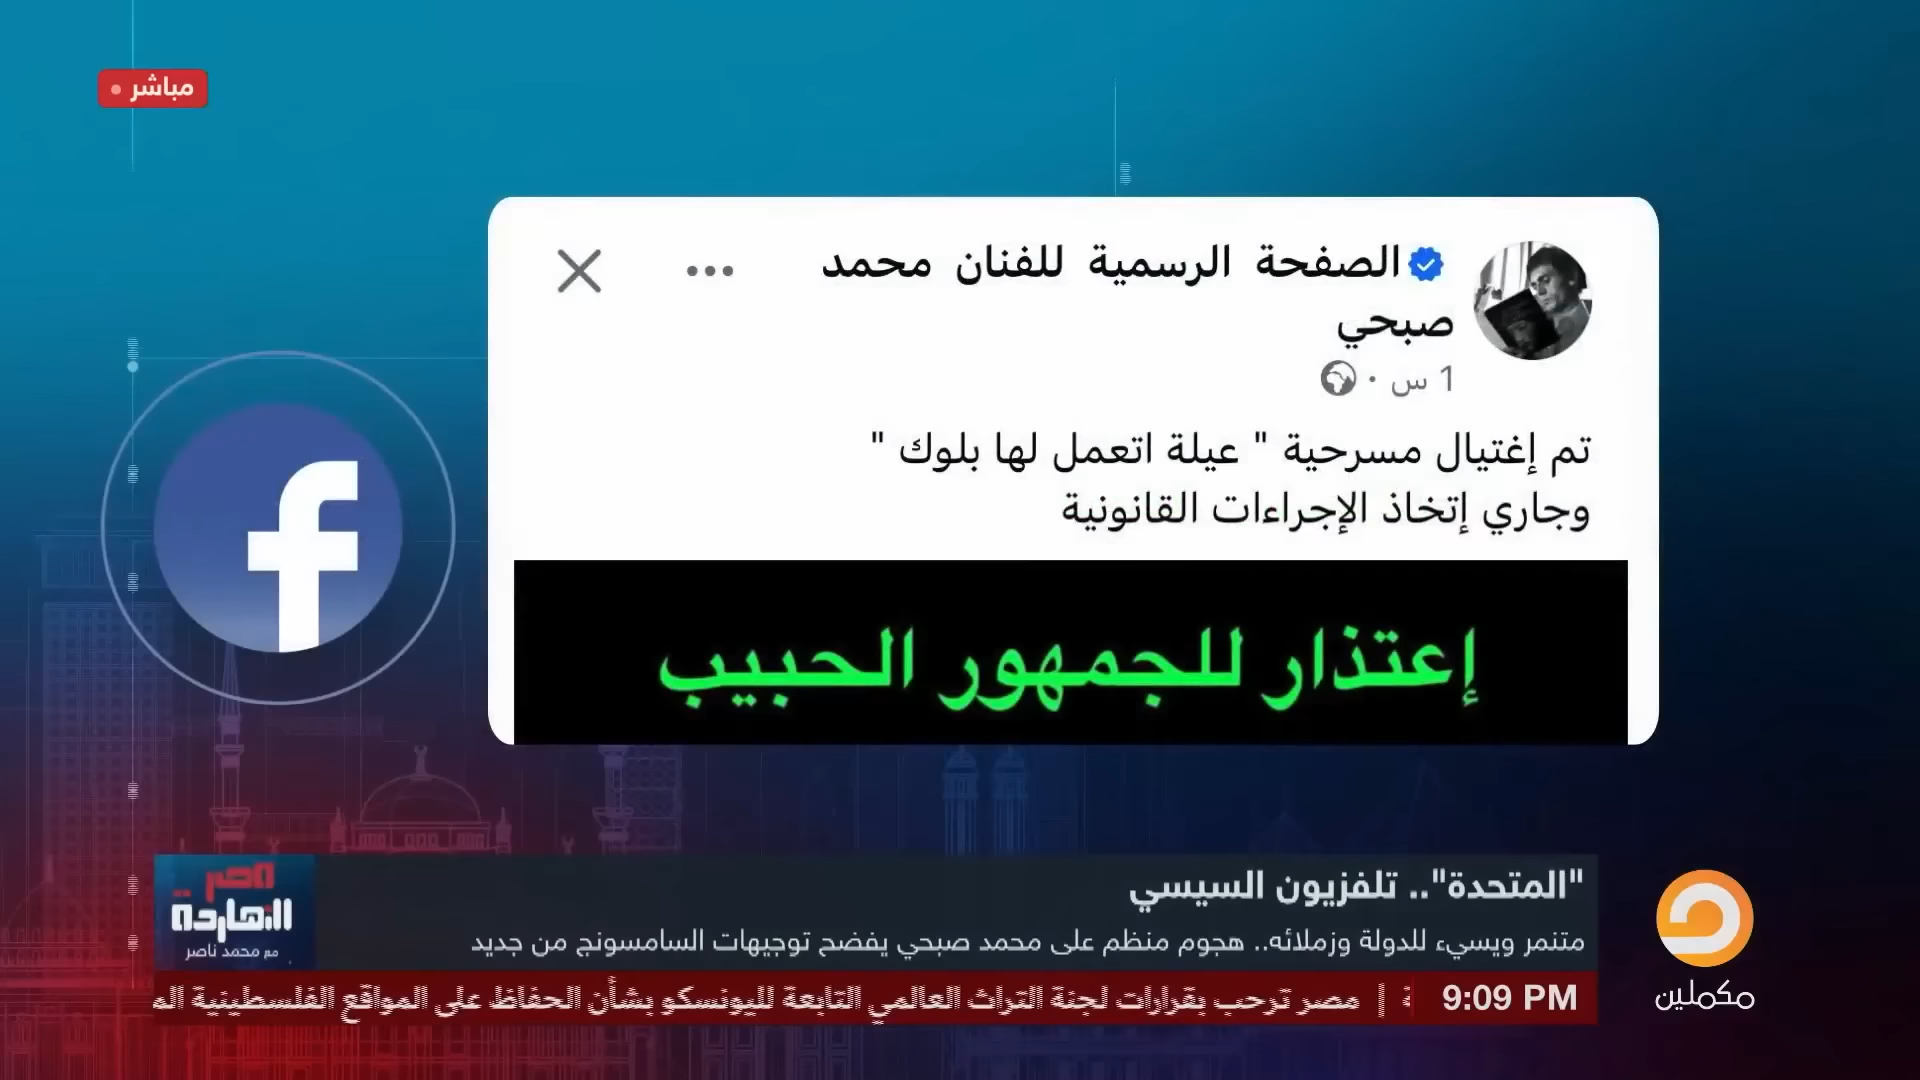 مباشر
الصفحة الرسمية للفنان محمد
صبحي
1 س
تم إغتيال مسرحية " عيلة اتعمل لها بلوك "
وجاري إتخاذ الإجراءات القانونية
إعتذار للجمهور الحبيب
"المتحدة".. تلفزيون السيسي
متنمر ويسيء للدولة وزملائه.. هجوم منظم على محمد صبحي يفضح توجيهات السامسونج من جديد
مصر
النهاردة
مع محمد ناصر
9:09 PM
| مصر ترحب بقرارات لجنة التراث العالمي التابعة لليونسكو بشأن الحفاظ على المواقع الفلسطينية
مكملين